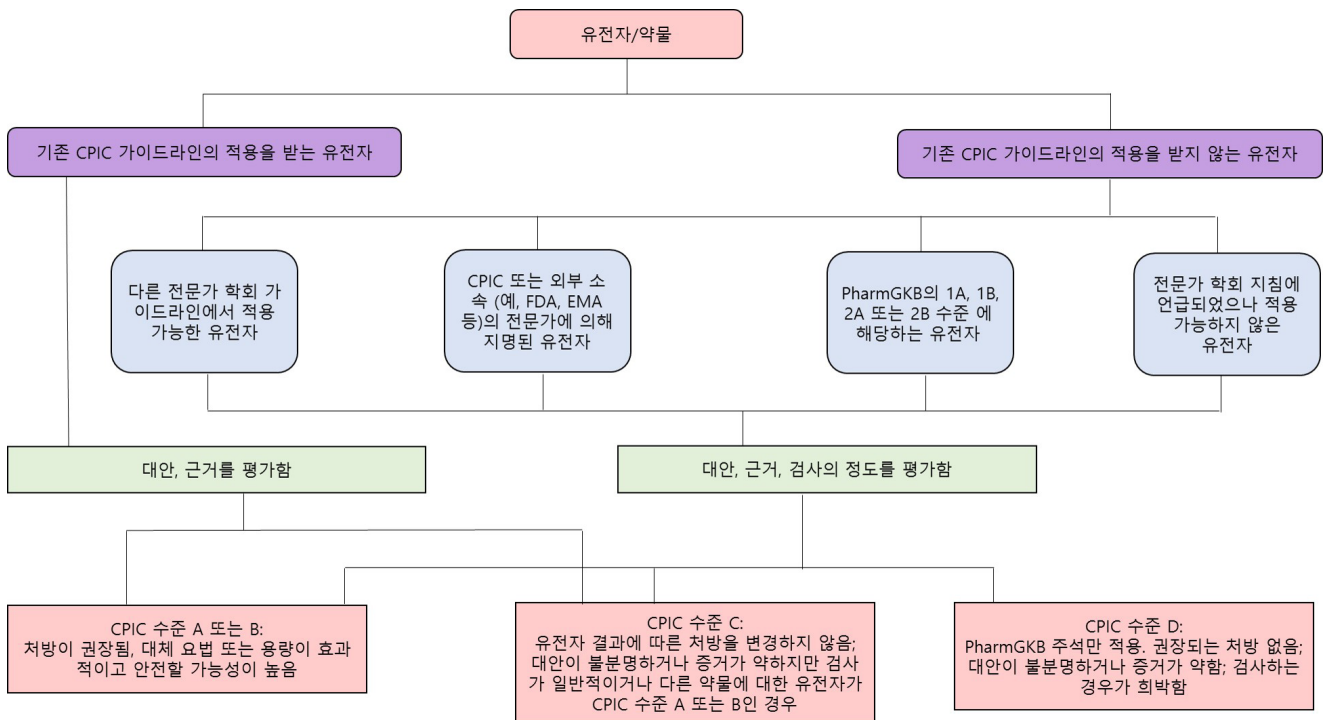 유전자/약물
기존 CPIC 가이드라인의 적용을 받는 유전자
기존 CPIC 가이드라인의 적용을 받지 않는 유전자
다른 전문가 학회 가
이드라인에서 적용
가능한 유전자
CPIC 또는 외부 소
속 (예, FDA, EMA
등)의 전문가에 의해
지명된 유전자
PharmGKB의 1A, 1B,
2A 또는 2B 수준 에
해당하는 유전자
전문가 학회 지침에
언급되었으나 적용
가능하지 않은
유전자
대안, 근거를 평가함
대안, 근거, 검사의 정도를 평가함
CPIC 수준 A 또는 B:
처방이 권장됨, 대체 요법 또는 용량이 효과
적이고 안전할 가능성이 높음
CPIC 수준 C:
유전자 결과에 따른 처방을 변경하지 않음;
대안이 불분명하거나 증거가 약하지만 검사
가 일반적이거나 다른 약물에 대한 유전자가
CPIC 수준 A 또는 B인 경우
CPIC 수준 D:
PharmGKB 주석만 적용. 권장되는 처방 없음;
대안이 불분명하거나 증거가 약함; 검사하는
경우가 희박함